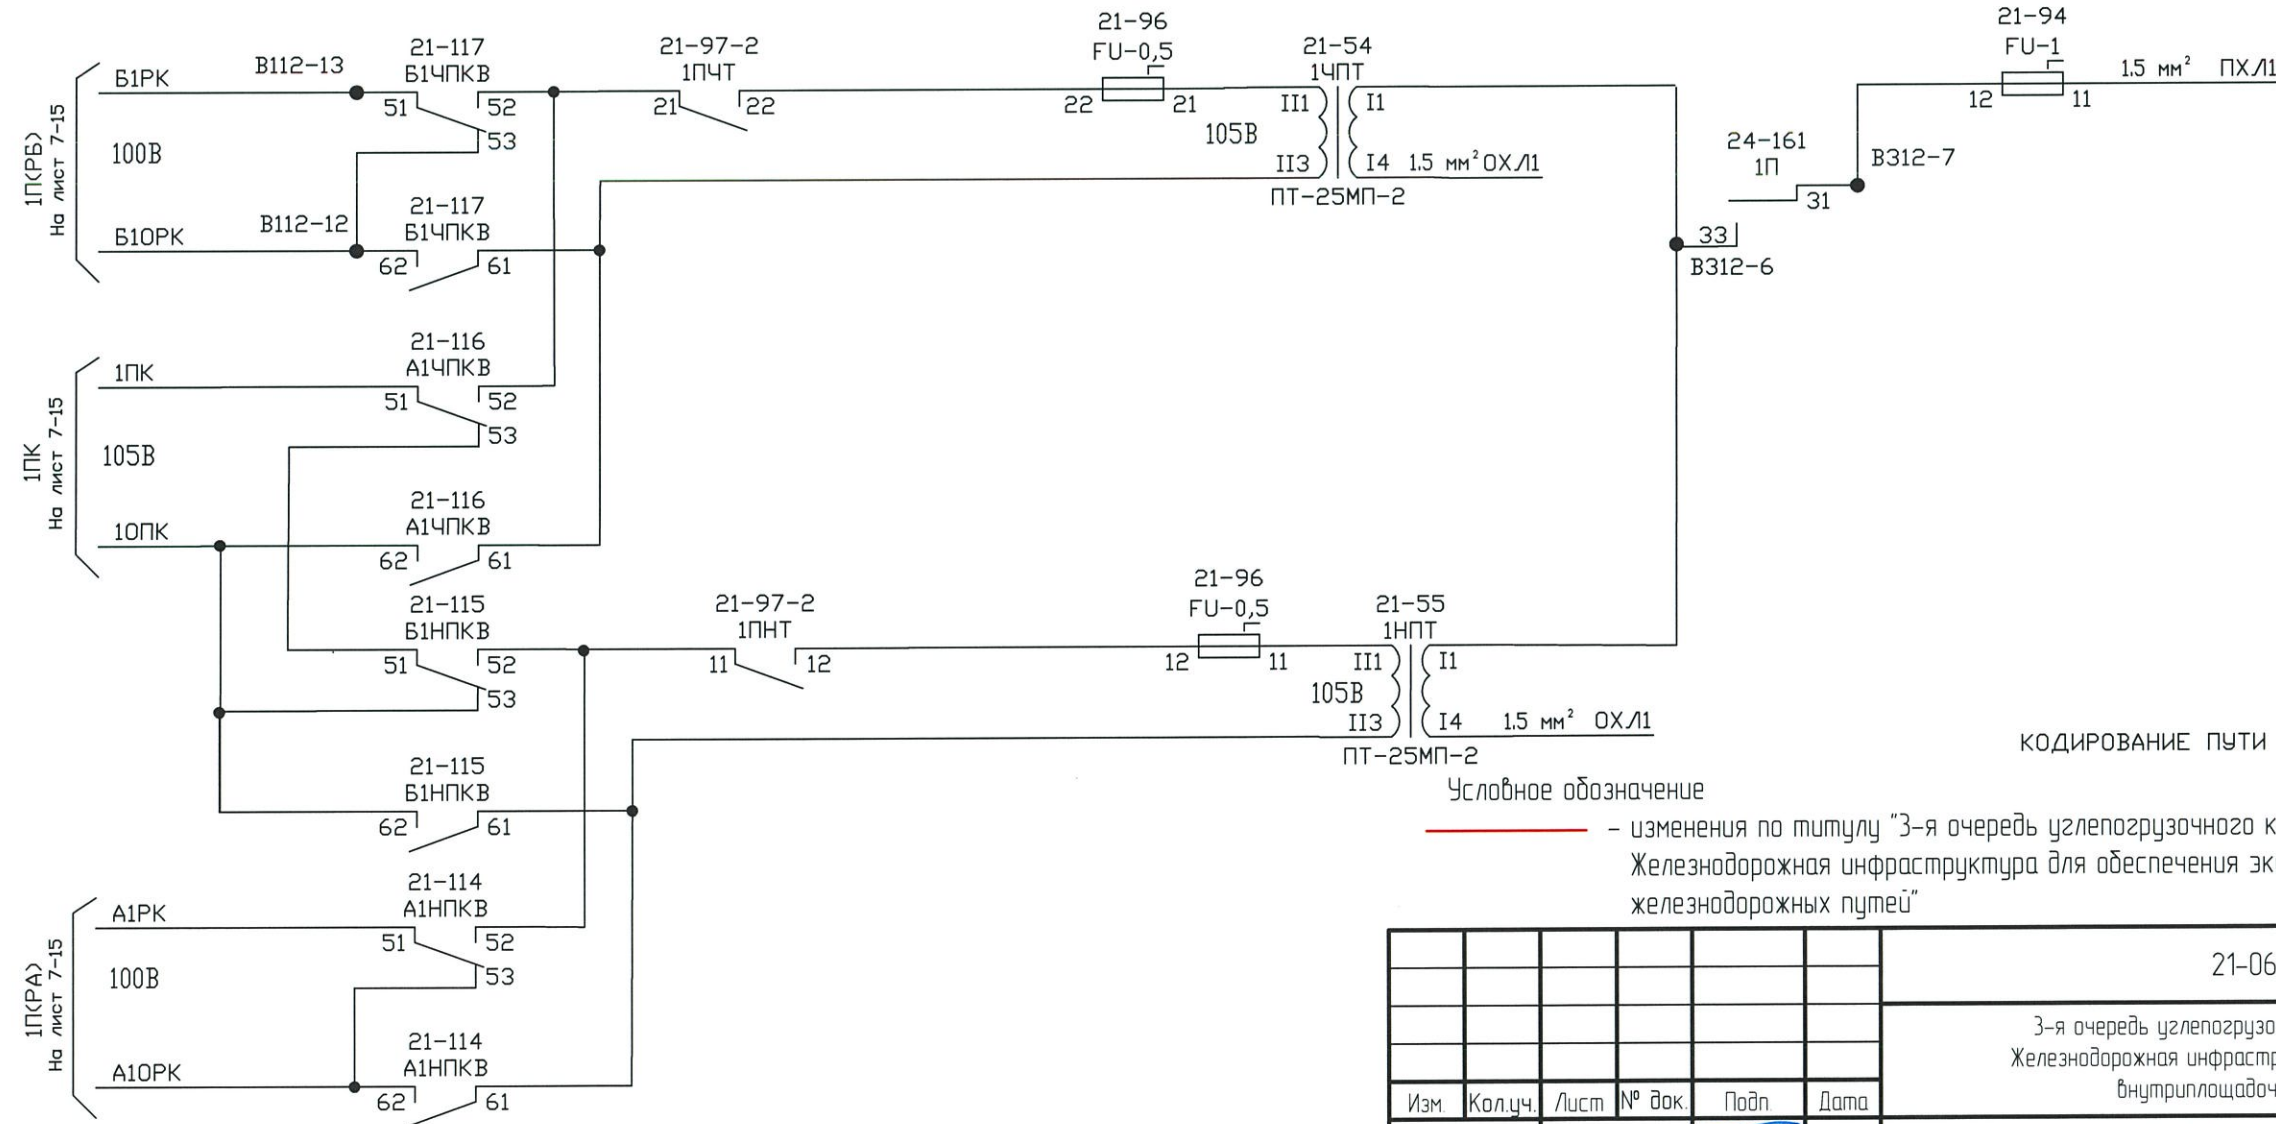 21-96
FU-0,5
21-94
FU-1
21-117
Б1ЧПКВ
21-97-2
1ПЧТ
21-54
1ЧПТ
1.5 мм² ПХЛ1
Б1РК
В112-13
51
52
53
21
22
22
21
II1
I1
12
11
1П(РБ)
На лист 7-15
100В
105В
II3
I4
1.5 мм² ОХЛ1
ПТ-25МП-2
24-161
1П
31
В312-7
33
В312-6
21-117
Б1ЧПКВ
Б1ОРК
В112-12
62
61
21-116
А1ЧПКВ
1ПК
51
52
53
1ПК
На лист 7-15
105В
21-116
А1ЧПКВ
1ОПК
62
61
21-115
Б1НПКВ
51
52
53
21-97-2
1ПНТ
11
12
21-96
FU-0,5
12
11
21-55
1НПТ
II1
I1
105В
II3
I4
1.5 мм² ОХЛ1
ПТ-25МП-2
21-115
Б1НПКВ
62
61
21-114
А1НПКВ
А1РК
51
52
53
1П(РА)
На лист 7-15
100В
21-114
А1НПКВ
А1ОРК
62
61
КОДИРОВАНИЕ ПУТИ
Условное обозначение
- изменения по титулу "3-я очередь углепогрузочного к
Железнодорожная инфраструктура для обеспечения эк
железнодорожных путей"
21-06
3-я очередь углепогрузо
Железнодорожная инфрастр
внутриплощадоч
Изм. Кол.уч. Лист № док. Подп. Дата